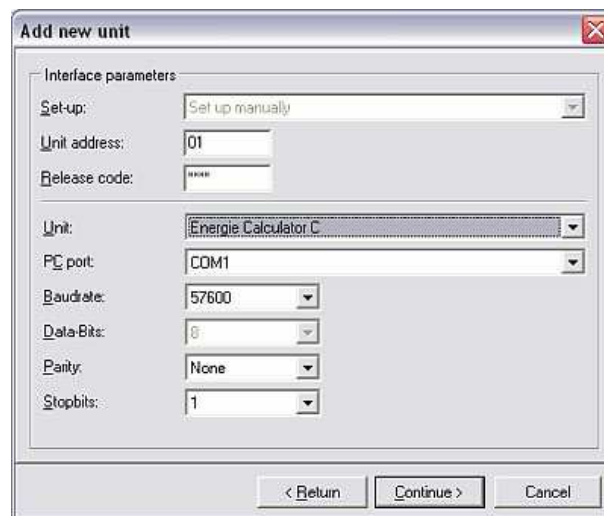 Add new unit
Interface parameters
Set-up: Set up manually
Unit address: 01
Release code: ****
Unit: Energie Calculator C
PC port: COM1
Baudrate: 57600
Data-Bits: 8
Parity: None
Stopbits: 1
< Return Continue > Cancel